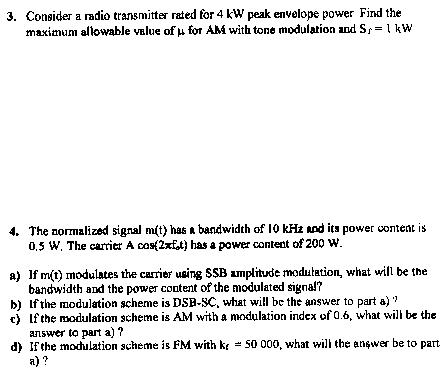 3. Consider a radio transmitter rated for 4 kW peak envelope power Find the
maximum allowable value of μ for AM with tone modulation and S_T = 1 kW
4. The normalized signal m(t) has a bandwidth of 10 kHz and its power content is
0.5 W. The carrier A cos(2πf_ct) has a power content of 200 W.
a) If m(t) modulates the carrier using SSB amplitude modulation, what will be the
bandwidth and the power content of the modulated signal?
b) If the modulation scheme is DSB-SC, what will be the answer to part a) ?
c) If the modulation scheme is AM with a modulation index of 0.6, what will be the
answer to part a) ?
d) If the modulation scheme is FM with k_f = 50 000, what will the answer be to part
a) ?